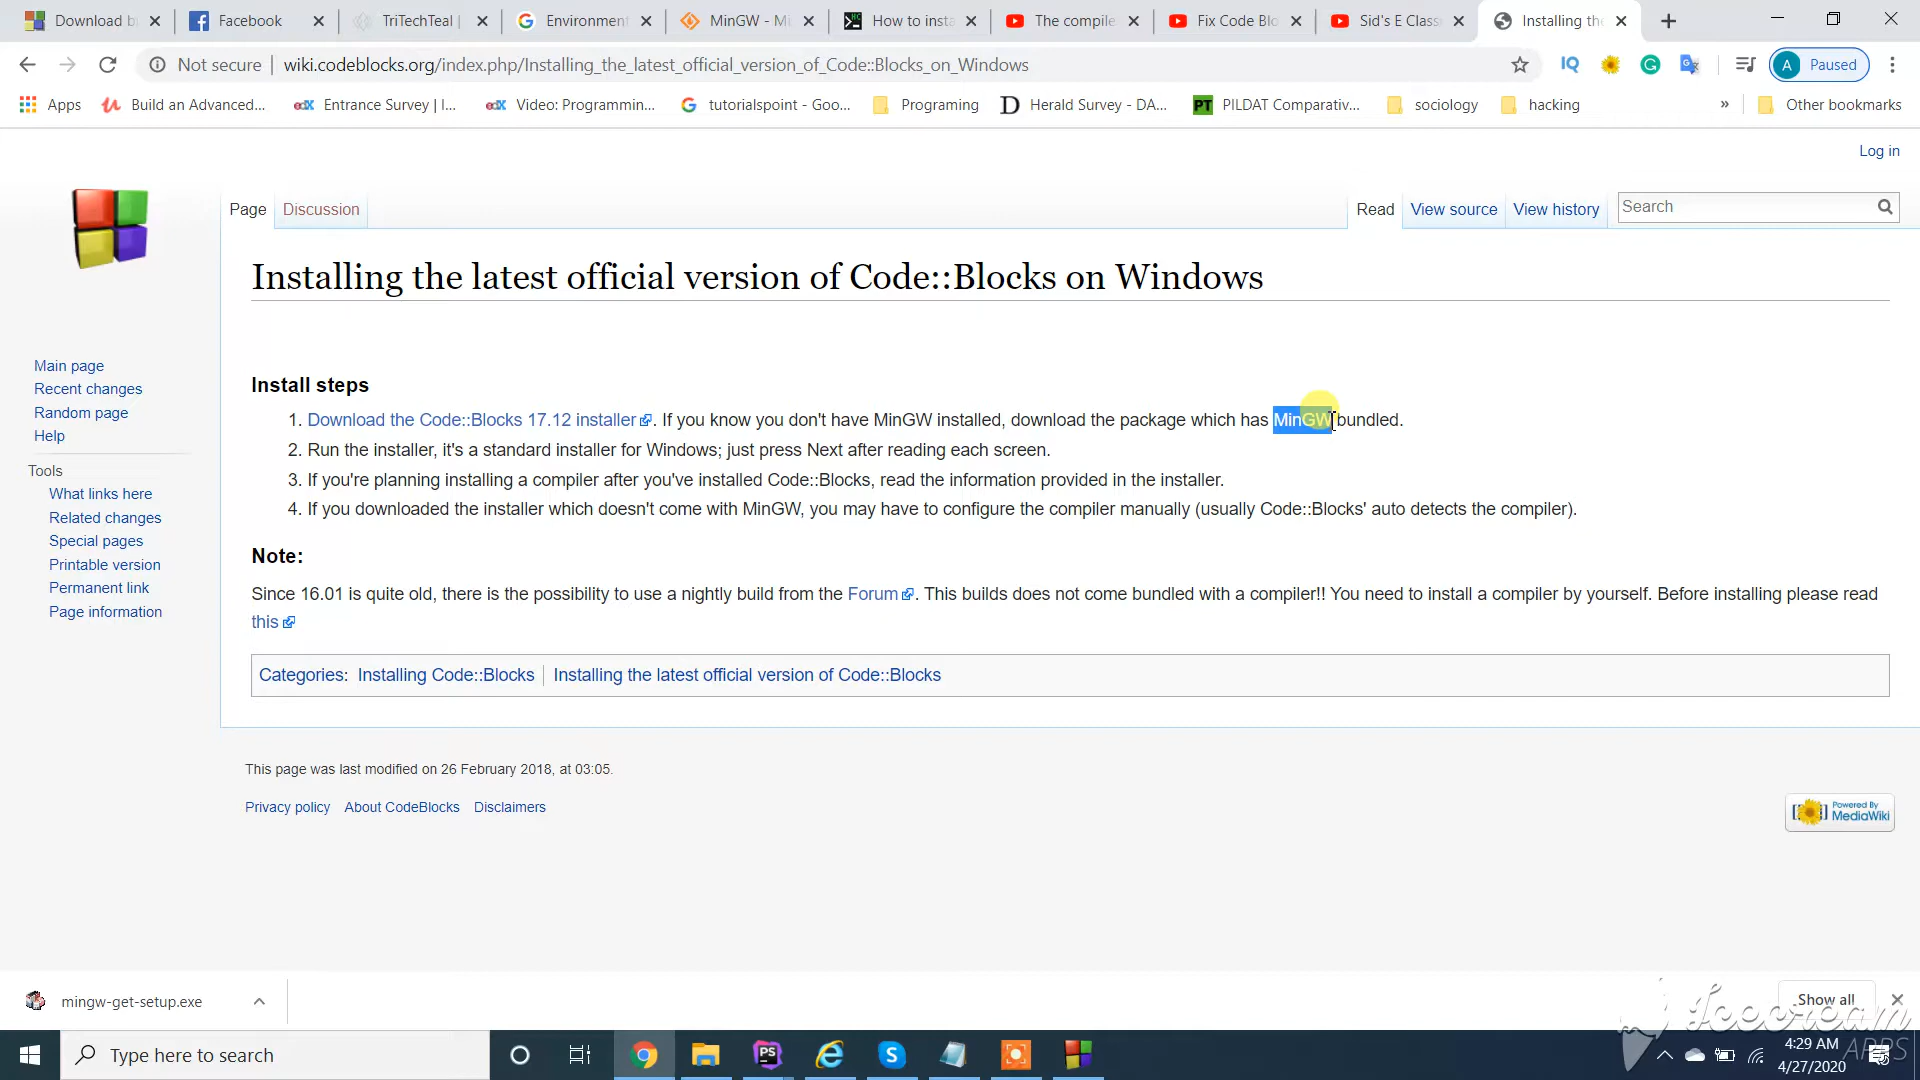 Download b
Facebook
TriTechTeal |
Environment
MinGW - Mi
How to insta
The compile
Fix Code Blo
Sid's E Class
Installing the
Not secure | wiki.codeblocks.org/index.php/Installing_the_latest_official_version_of_Code::Blocks_on_Windows
IQ
A Paused
Apps
Build an Advanced...
edX Entrance Survey | I...
edX Video: Programmin...
tutorialspoint - Goo...
Programing
D Herald Survey - DA...
PT PILDAT Comparativ...
sociology
hacking
»
Other bookmarks
Log in
Page Discussion
Read View source View history Search
Installing the latest official version of Code::Blocks on Windows
Main page
Recent changes
Random page
Help
Tools
What links here
Related changes
Special pages
Printable version
Permanent link
Page information
Install steps
1. Download the Code::Blocks 17.12 installer. If you know you don't have MinGW installed, download the package which has MinGW bundled.
2. Run the installer, it's a standard installer for Windows; just press Next after reading each screen.
3. If you're planning installing a compiler after you've installed Code::Blocks, read the information provided in the installer.
4. If you downloaded the installer which doesn't come with MinGW, you may have to configure the compiler manually (usually Code::Blocks' auto detects the compiler).
Note:
Since 16.01 is quite old, there is the possibility to use a nightly build from the Forum. This builds does not come bundled with a compiler!! You need to install a compiler by yourself. Before installing please read
this
Categories: Installing Code::Blocks | Installing the latest official version of Code::Blocks
This page was last modified on 26 February 2018, at 03:05.
Privacy policy About CodeBlocks Disclaimers
Powered By
MediaWiki
mingw-get-setup.exe
Show all
Icecream
APPS
Type here to search
PS
4:29 AM
4/27/2020